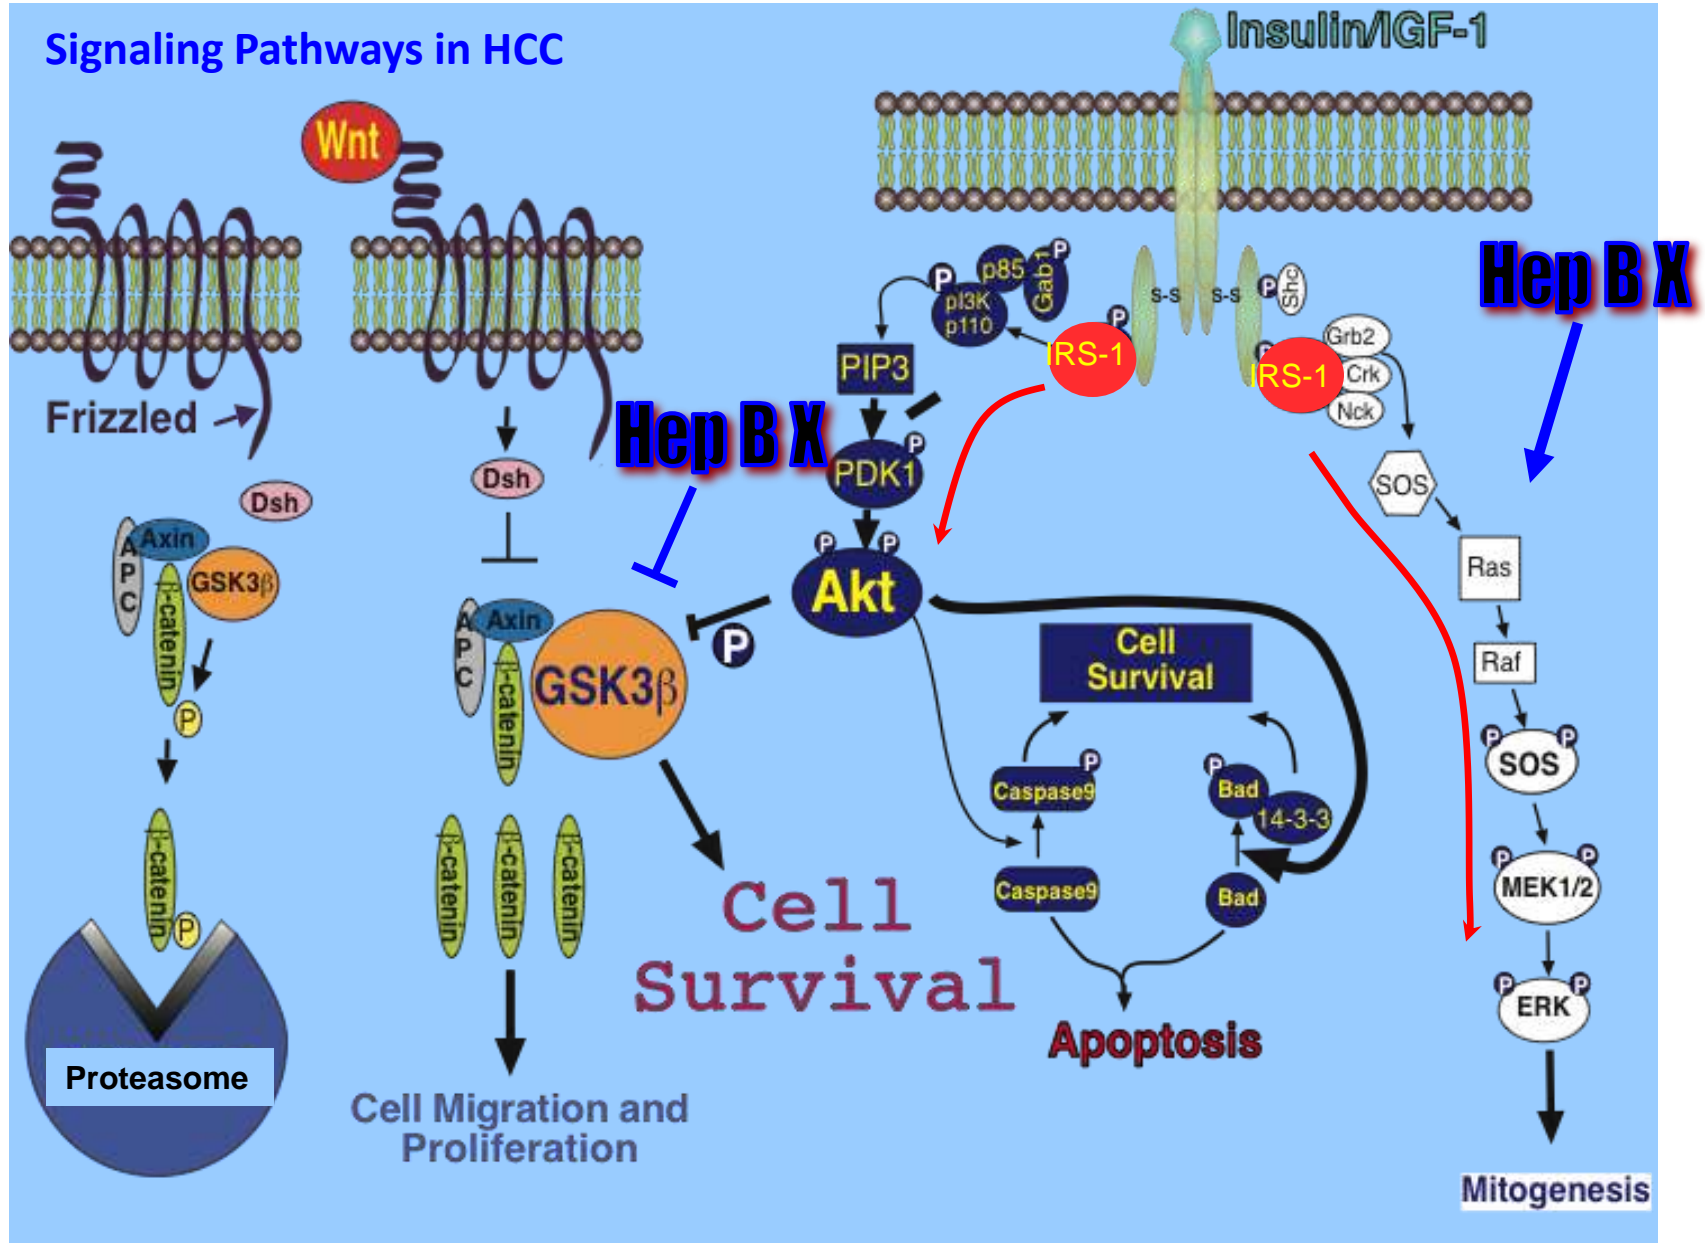 Signaling Pathways in HCC
Insulin/IGF-1
Wnt
Frizzled
Dsh
Axin
APC
GSK3β
β-catenin
P
β-catenin
P
Proteasome
Dsh
Hep B X
Axin
APC
GSK3β
β-catenin
β-catenin
β-catenin
β-catenin
Cell Migration and
Proliferation
Cell
Survival
P
p85
Gab1
P
pI3K
p110
PIP3
P
PDK1
P
P
Akt
P
P
IRS-1
s-s
s-s
P
Shc
IRS-1
Grb2
Crk
Nck
Hep B X
SOS
Ras
Raf
P
P
SOS
P
P
MEK1/2
P
P
ERK
Mitogenesis
Cell
Survival
P
Caspase9
Caspase9
P
Bad
14-3-3
Bad
Apoptosis